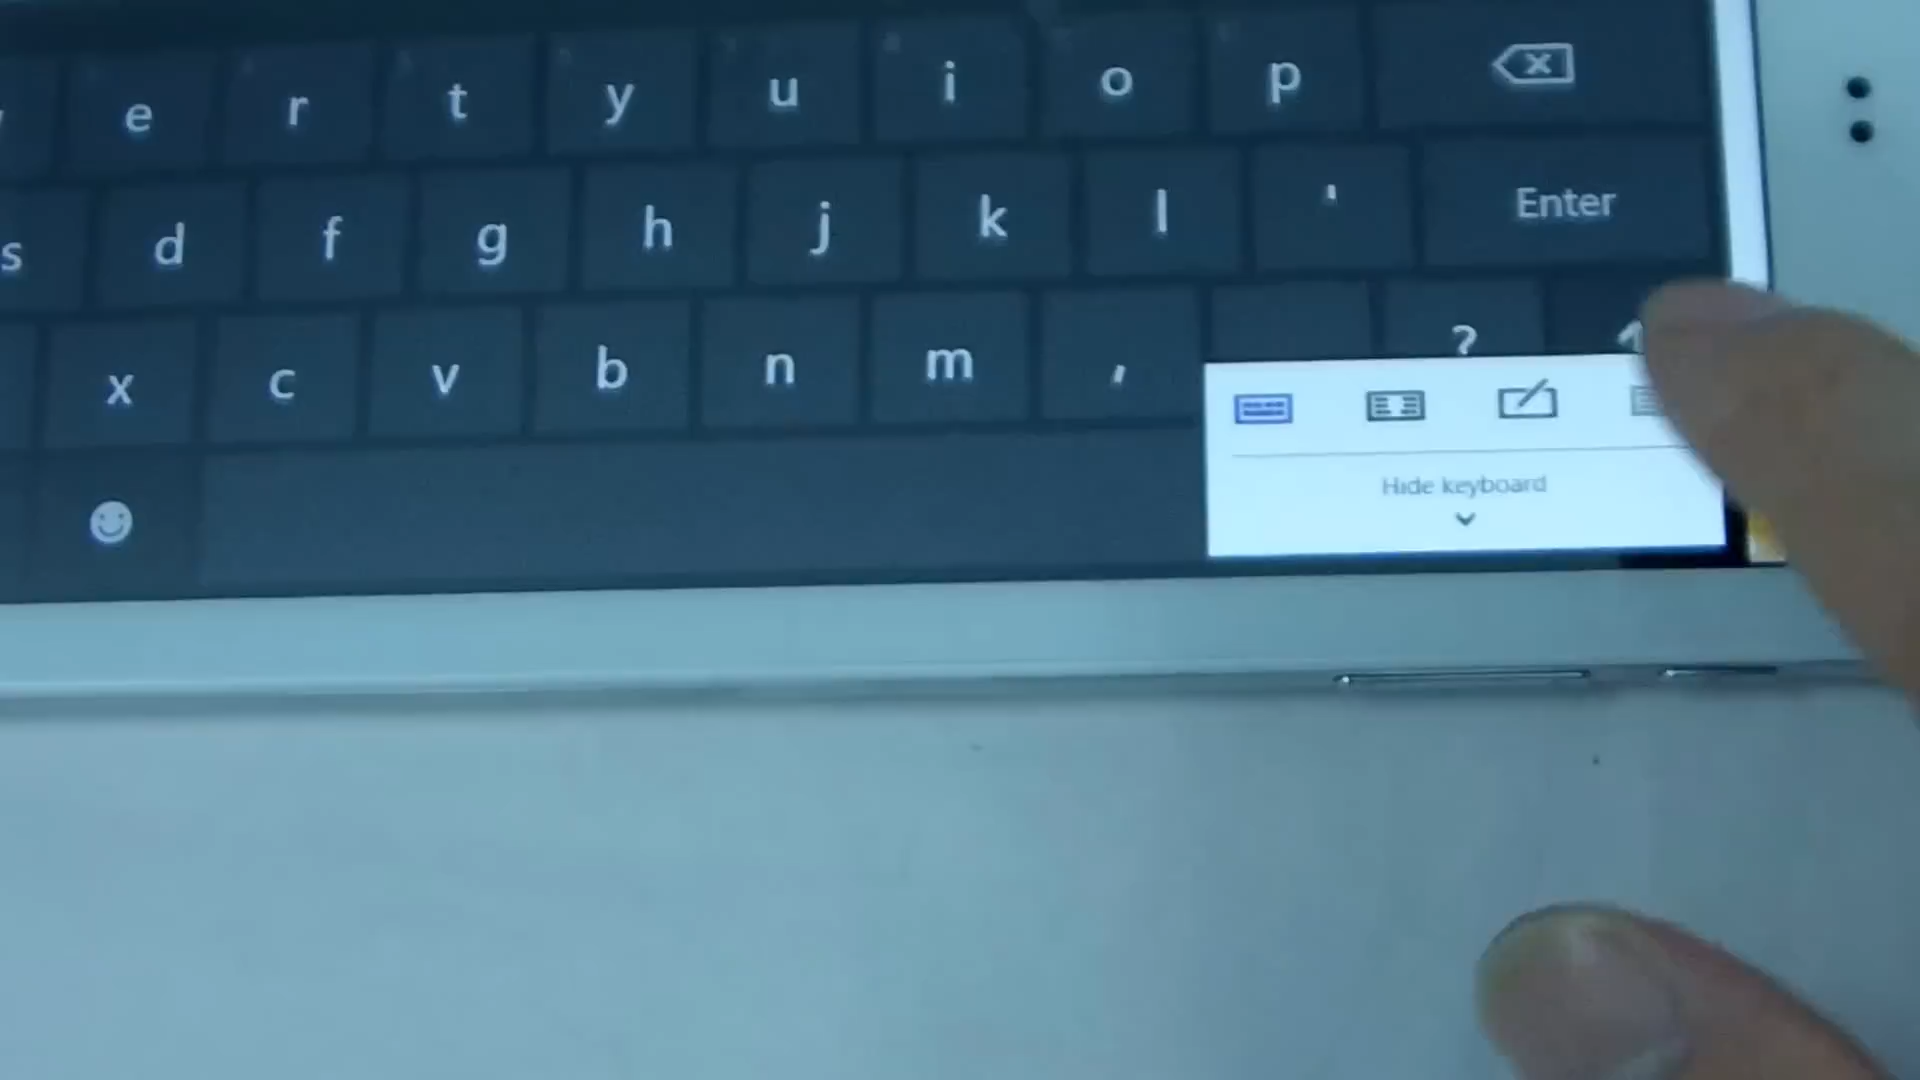 e r t y u i o p
s d f g h j k l ' Enter
x c v b n m , ?
Hide keyboard